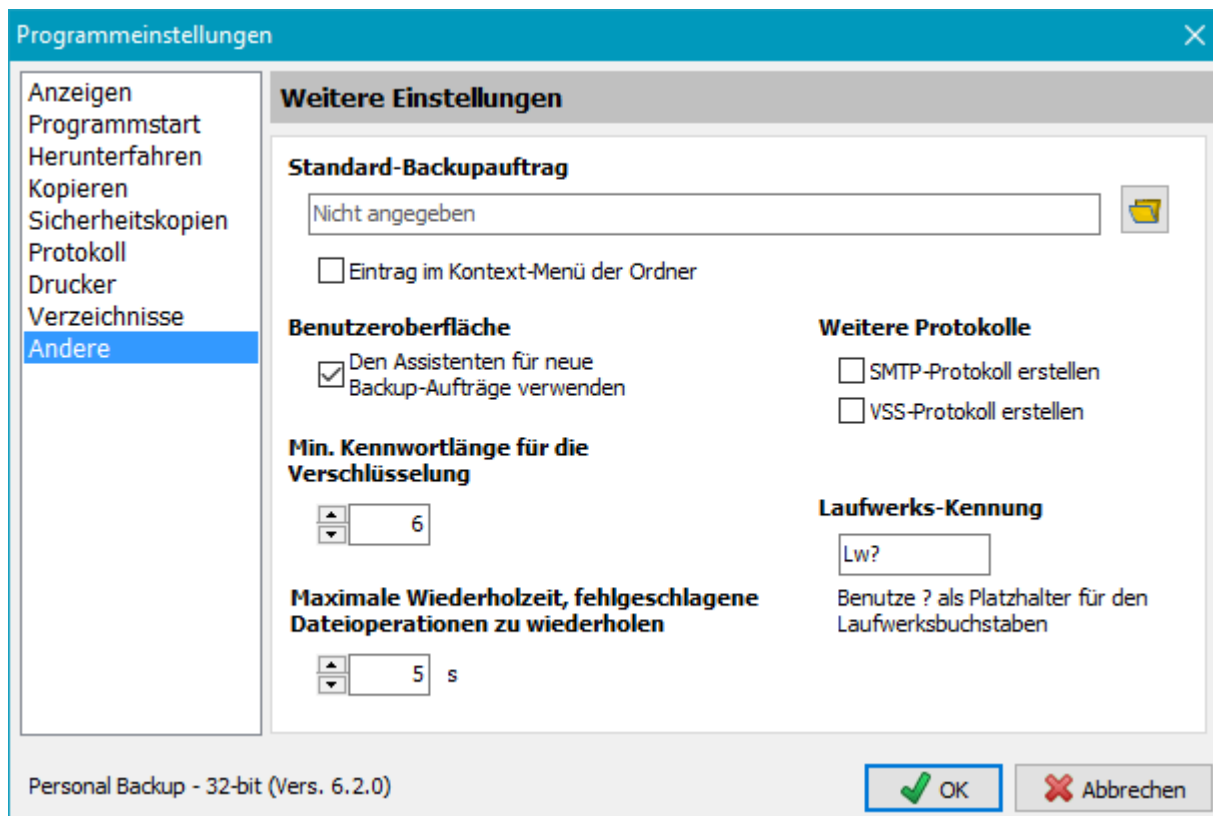 Programmeinstellungen
Anzeigen
Programmstart
Herunterfahren
Kopieren
Sicherheitskopien
Protokoll
Drucker
Verzeichnisse
Andere
Weitere Einstellungen
Standard-Backupauftrag
Nicht angegeben
Eintrag im Kontext-Menü der Ordner
Benutzeroberfläche
Den Assistenten für neue
Backup-Aufträge verwenden
Min. Kennwortlänge für die
Verschlüsselung
6
Maximale Wiederholzeit, fehlgeschlagene
Dateioperationen zu wiederholen
5 s
Weitere Protokolle
SMTP-Protokoll erstellen
VSS-Protokoll erstellen
Laufwerks-Kennung
Lw?
Benutze ? als Platzhalter für den
Laufwerksbuchstaben
Personal Backup - 32-bit (Vers. 6.2.0)
OK
Abbrechen